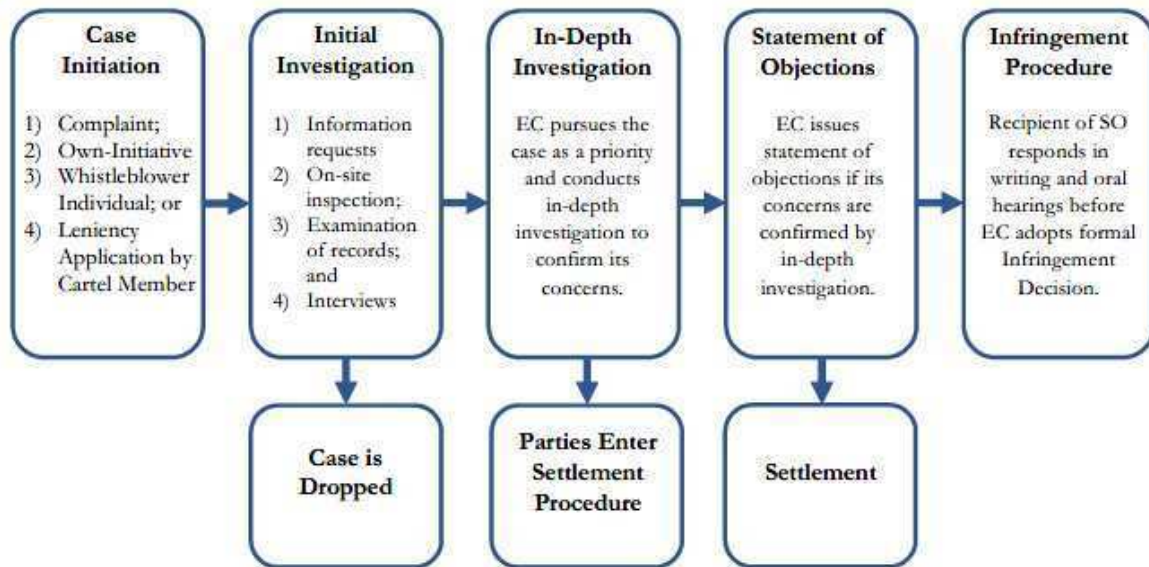 Case
Initiation
1) Complaint;
2) Own-Initiative
3) Whistleblower
Individual; or
4) Leniency
Application by
Cartel Member
Initial
Investigation
1) Information
requests
2) On-site
inspection;
3) Examination
of records;
and
4) Interviews
In-Depth
Investigation
EC pursues the
case as a priority
and conducts
in-depth
investigation to
confirm its
concerns.
Statement of
Objections
EC issues
statement of
objections if its
concerns are
confirmed by
in-depth
investigation.
Infringement
Procedure
Recipient of SO
responds in
writing and oral
hearings before
EC adopts formal
Infringement
Decision.
Case is
Dropped
Parties Enter
Settlement
Procedure
Settlement